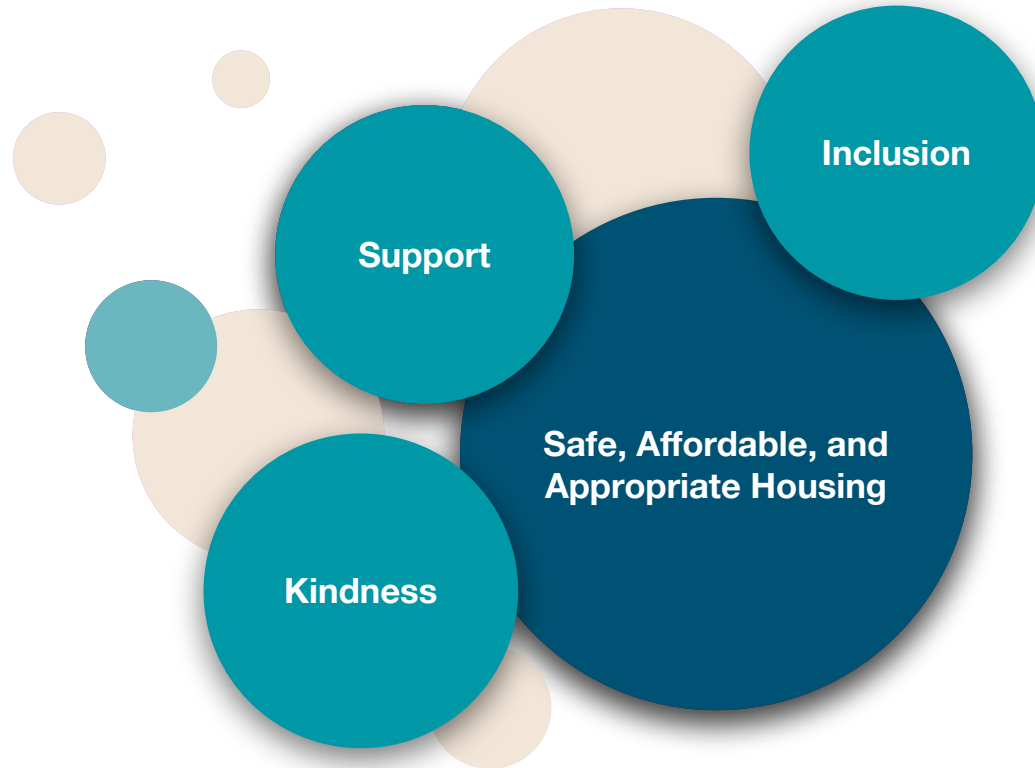 Inclusion
Support
Safe, Affordable, and
Appropriate Housing
Kindness